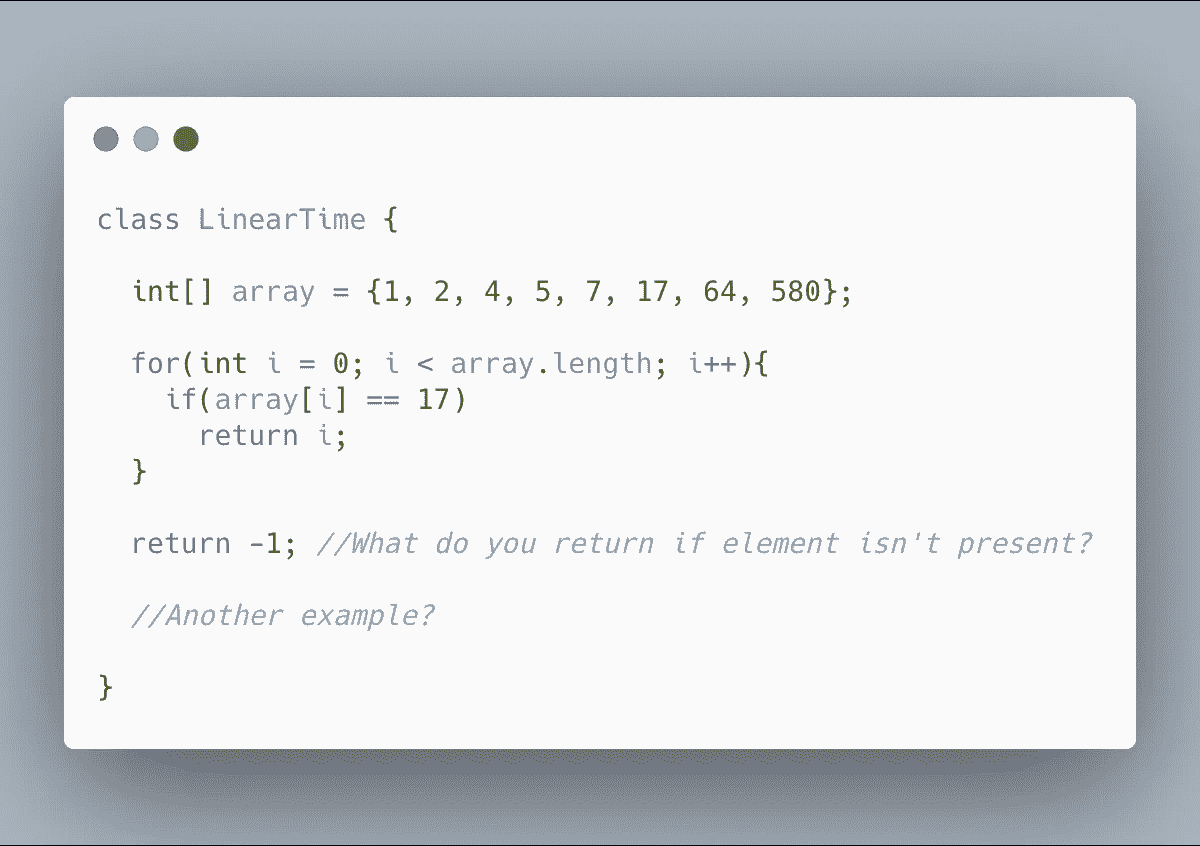 class LinearTime {
int[] array = {1, 2, 4, 5, 7, 17, 64, 580};
for(int i = 0; i < array.length; i++){
if(array[i] == 17)
return i;
}
return -1; //What do you return if element isn't present?
//Another example?
}